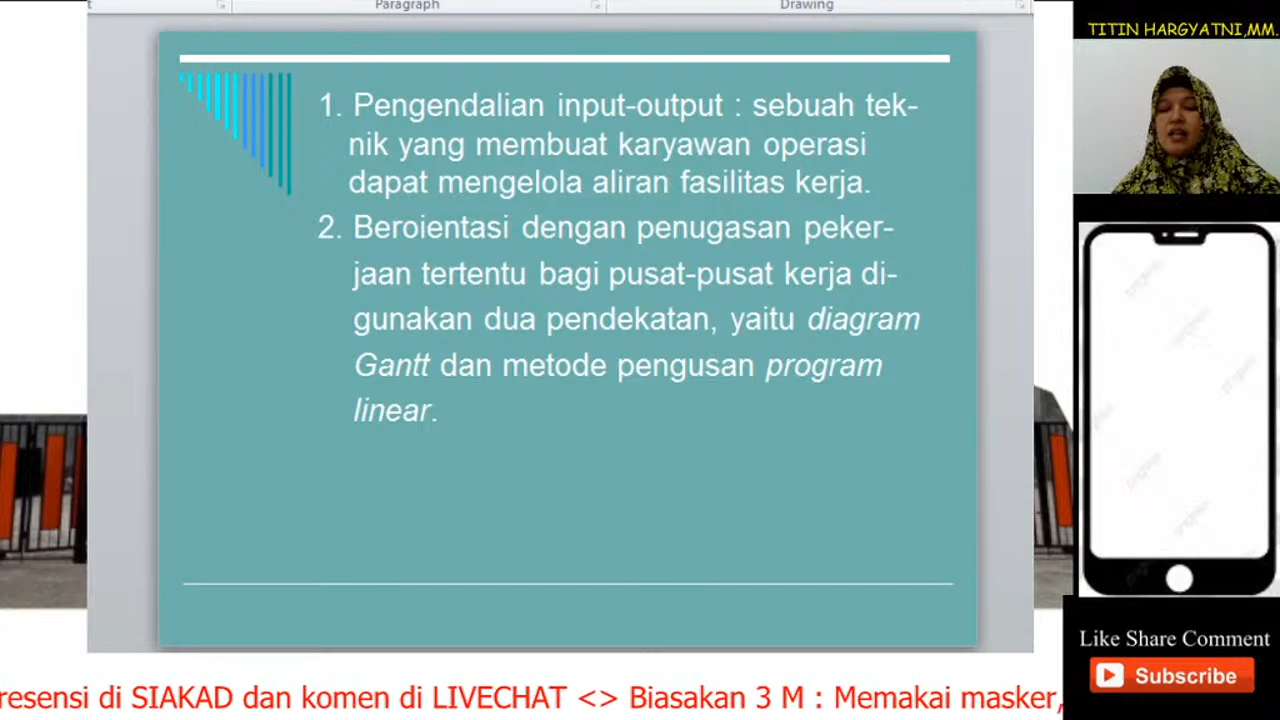 Paragraph
Drawing
TITIN HARGYATNI,MM.
1. Pengendalian input-output : sebuah tek-
nik yang membuat karyawan operasi
dapat mengelola aliran fasilitas kerja.
2. Beroientasi dengan penugasan peker-
jaan tertentu bagi pusat-pusat kerja di-
gunakan dua pendekatan, yaitu diagram
Gantt dan metode pengusan program
linear.
Like Share Comment
Subscribe
resensi di SIAKAD dan komen di LIVECHAT <> Biasakan 3 M : Memakai masker,